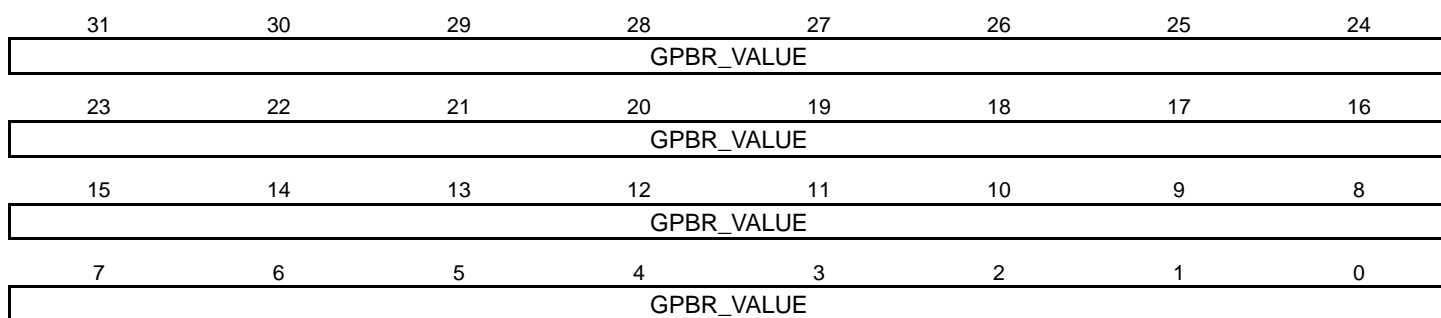 31 30 29 28 27 26 25 24
GPBR_VALUE
23 22 21 20 19 18 17 16
GPBR_VALUE
15 14 13 12 11 10 9 8
GPBR_VALUE
7 6 5 4 3 2 1 0
GPBR_VALUE